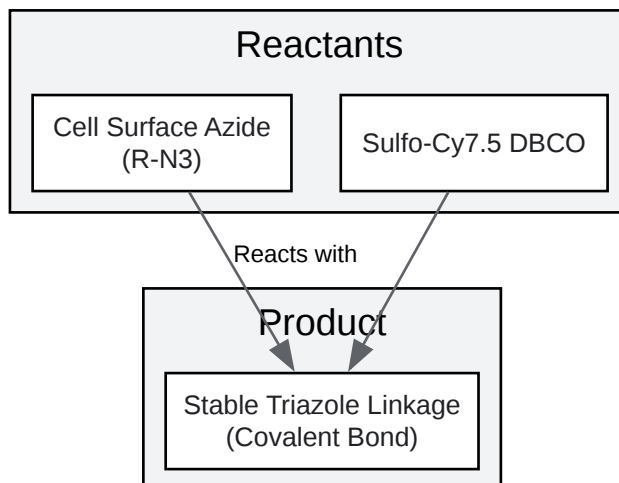 Reactants
Cell Surface Azide
(R-N3)
Sulfo-Cy7.5 DBCO
Reacts with
Product
Stable Triazole Linkage
(Covalent Bond)